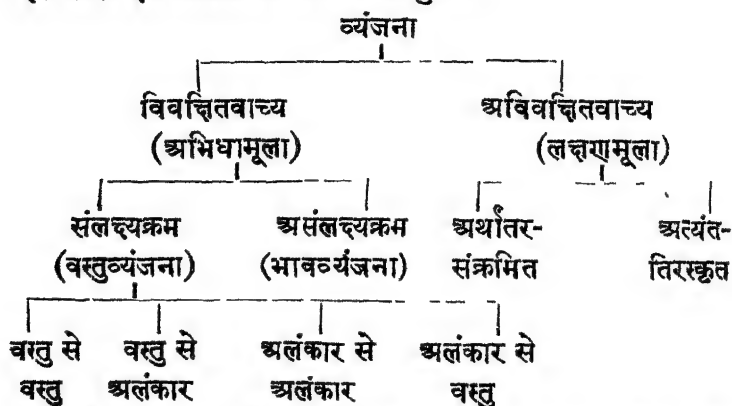 व्यंजना
विवक्षितवाच्य अविवक्षितवाच्य
(अभिधामूला) (लक्षणमूला)
संलक्ष्यक्रम असंलक्ष्यक्रम अर्थांतर- अत्यंत-
(वस्तुव्यंजना) (भावव्यंजना) संक्रमित तिरस्कृत
वस्तु से वस्तु से अलंकार से अलंकार से
वस्तु अलंकार अलंकार वस्तु